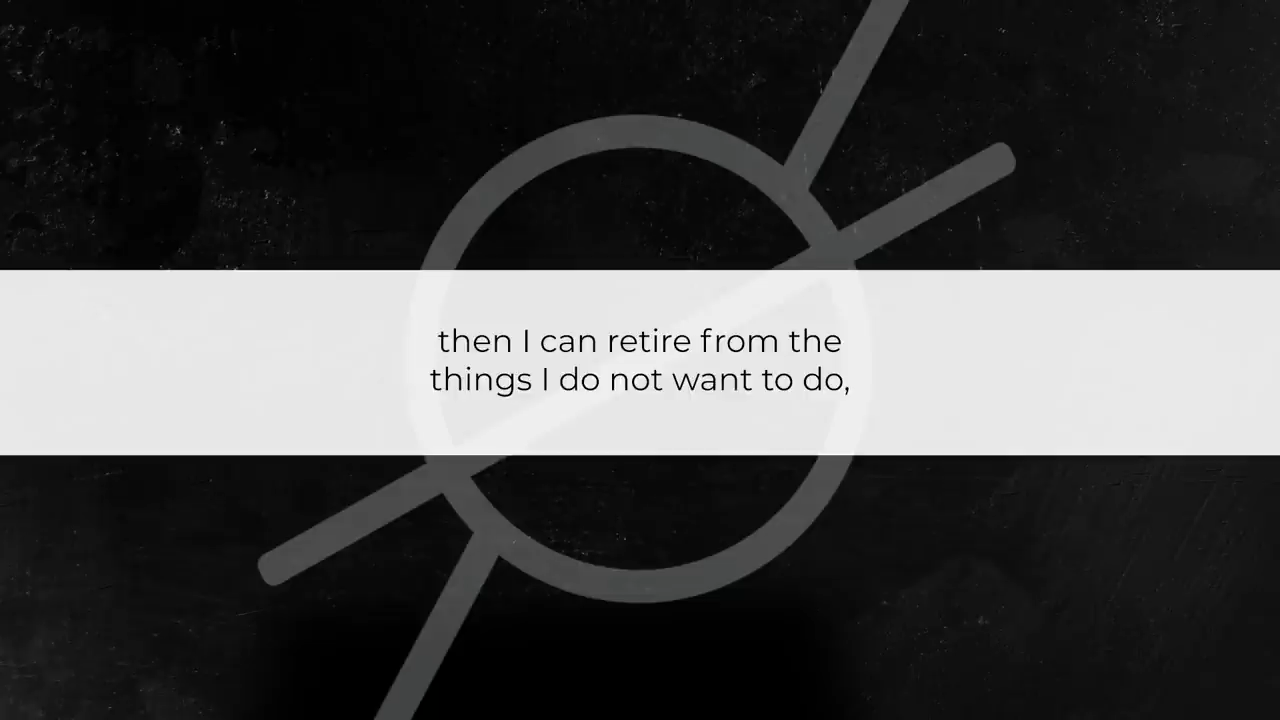 then I can retire from the
things I do not want to do,